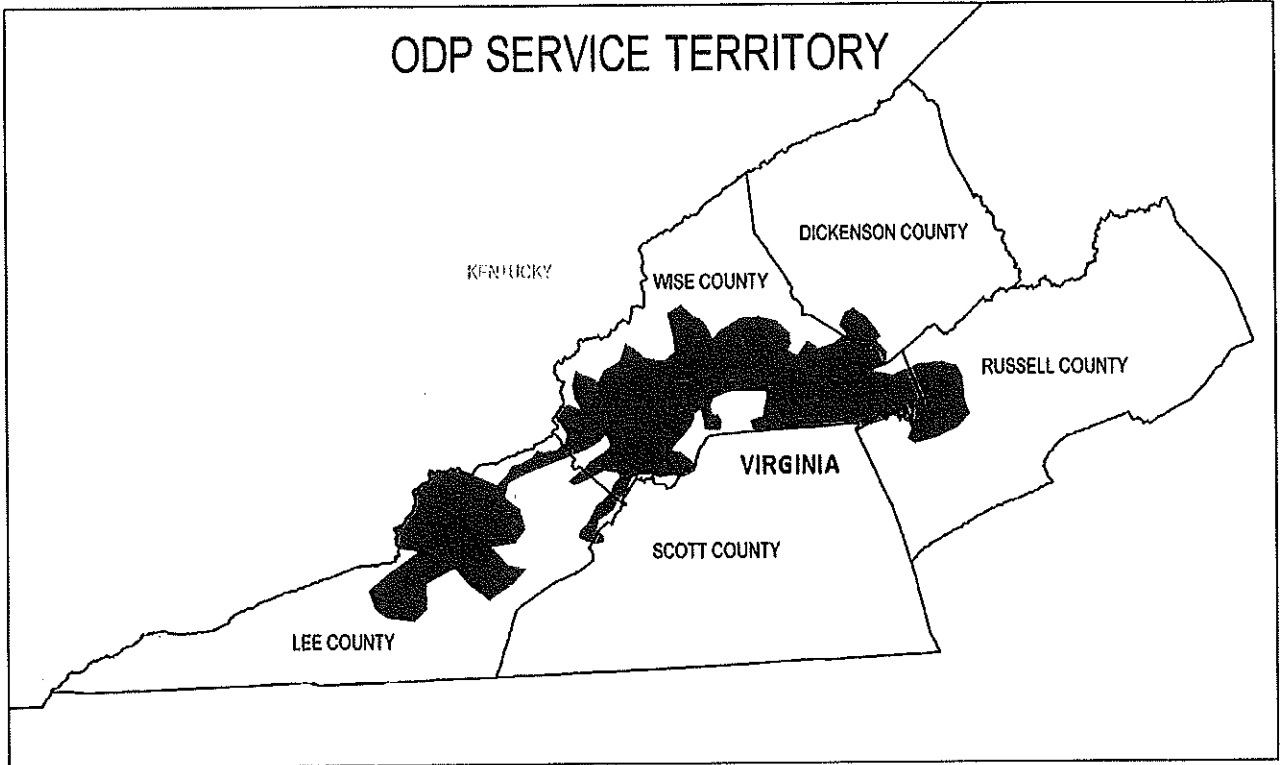 ODP SERVICE TERRITORY
DICKENSON COUNTY
KENTUCKY
WISE COUNTY
RUSSELL COUNTY
VIRGINIA
SCOTT COUNTY
LEE COUNTY